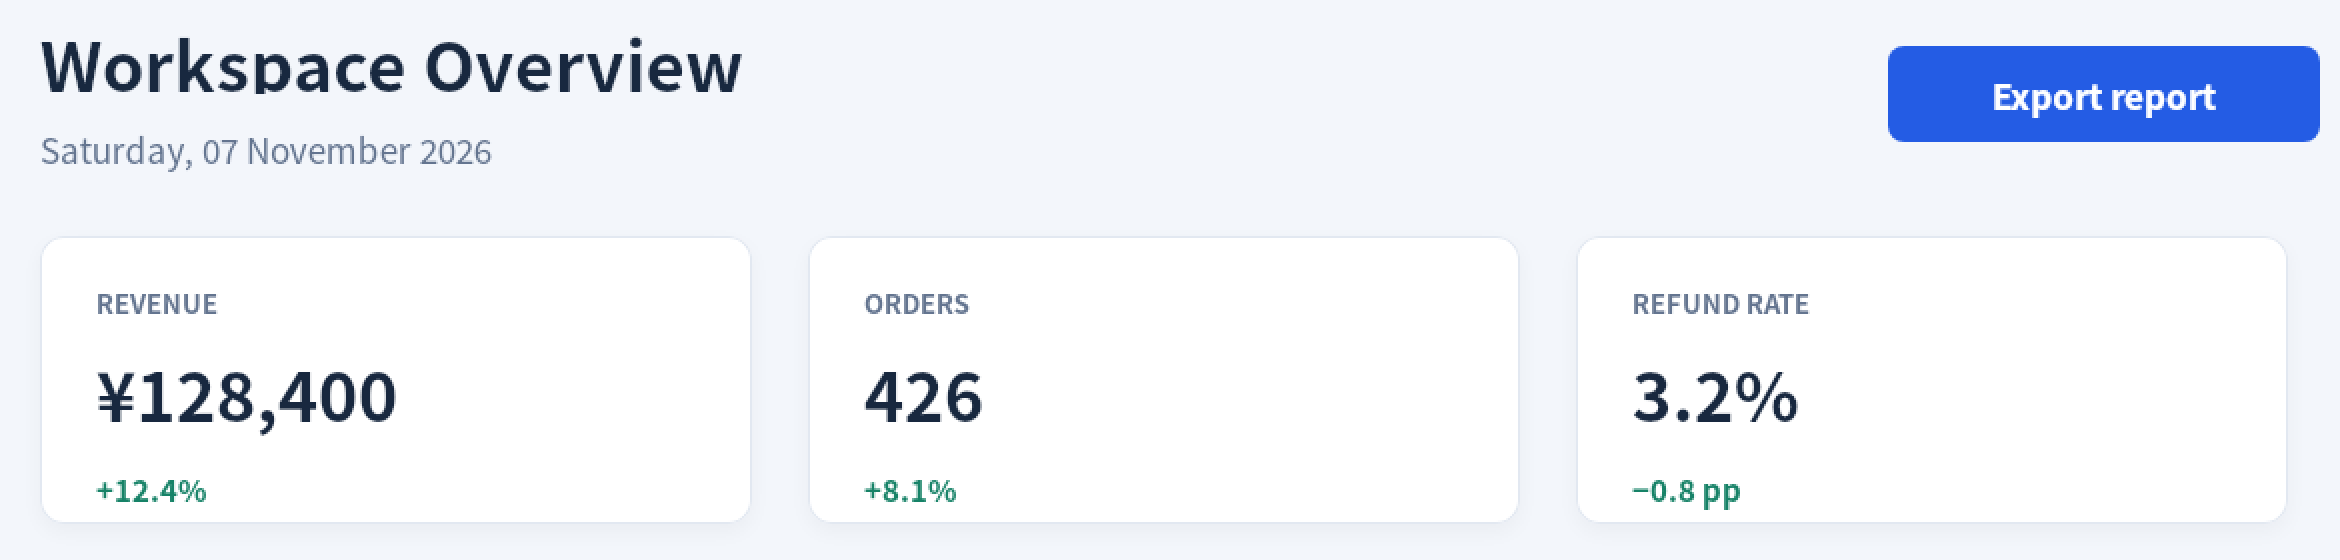 Workspace Overview
Export report
Saturday, 07 November 2026
REVENUE
¥128,400
+12.4%
ORDERS
426
+8.1%
REFUND RATE
3.2%
−0.8 pp